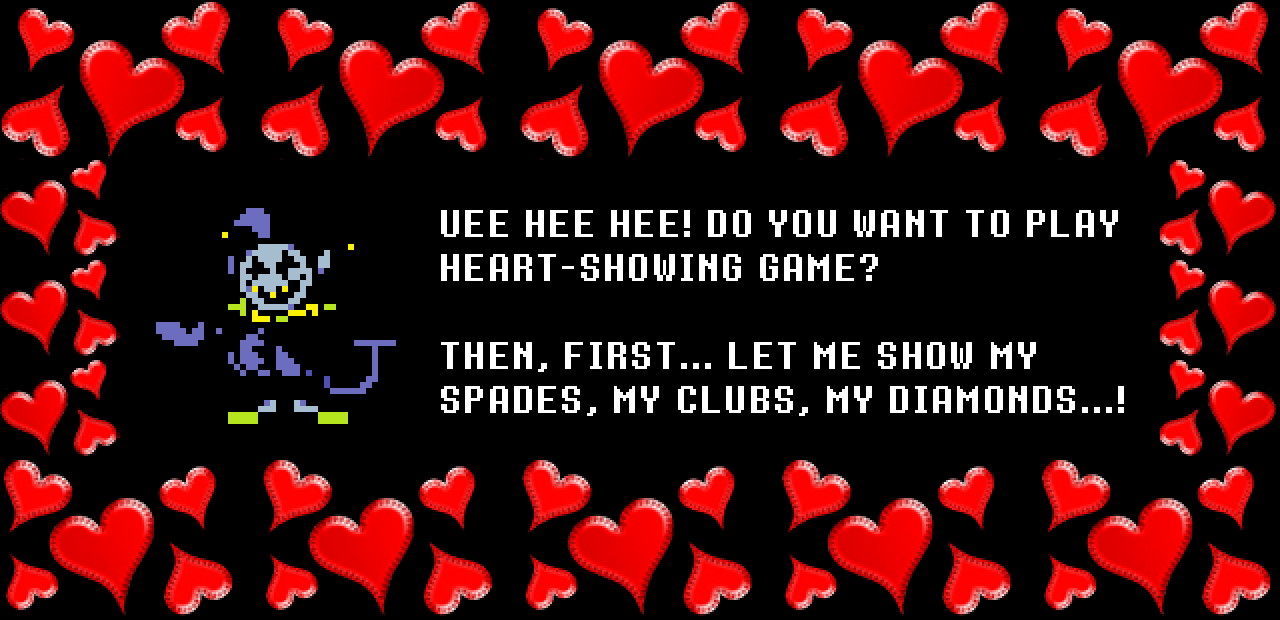 UEE HEE HEE! DO YOU WANT TO PLAY
HEART-SHOWING GAME?
THEN, FIRST... LET ME SHOW MY
SPADES, MY CLUBS, MY DIAMONDS...!